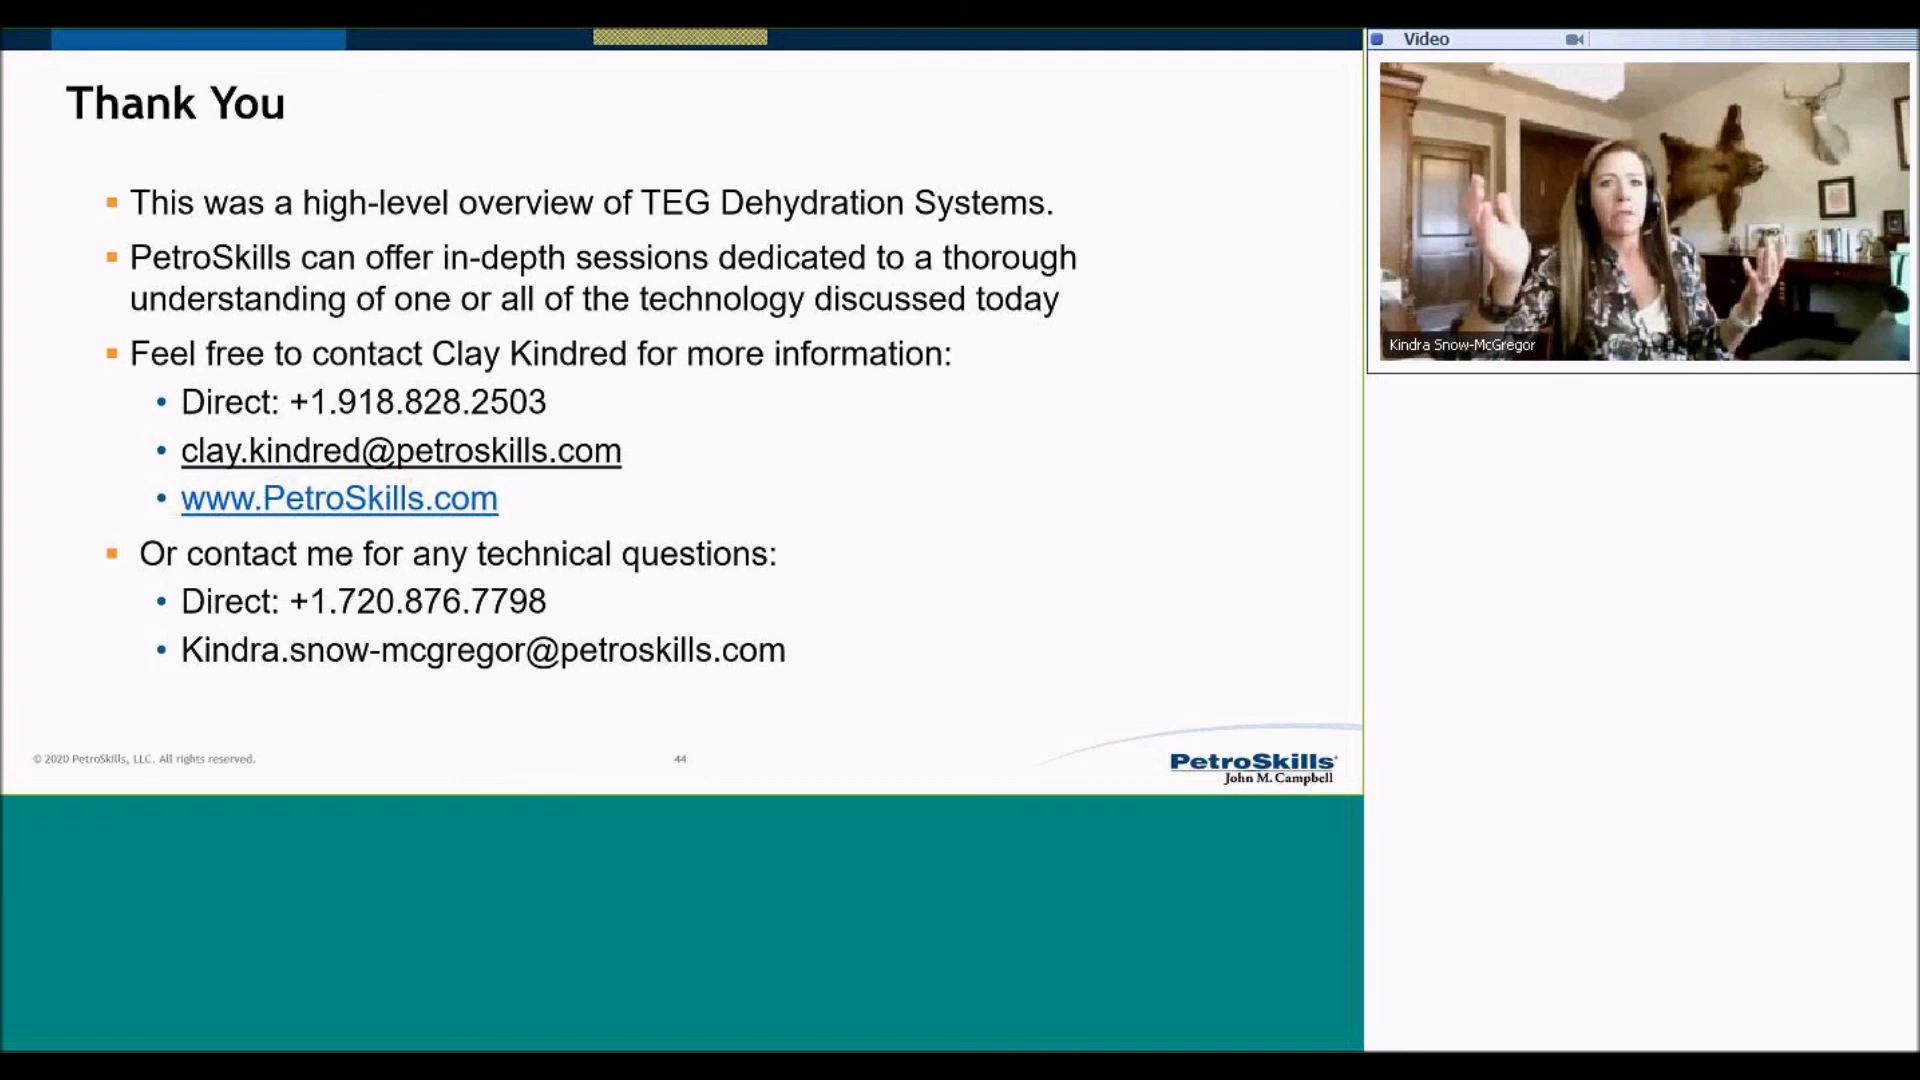 Video
Thank You
This was a high-level overview of TEG Dehydration Systems.
PetroSkills can offer in-depth sessions dedicated to a thorough
understanding of one or all of the technology discussed today
Feel free to contact Clay Kindred for more information:
Direct: +1.918.828.2503
clay.kindred@petroskills.com
www.PetroSkills.com
Or contact me for any technical questions:
Direct: +1.720.876.7798
Kindra.snow-mcgregor@petroskills.com
© 2020 PetroSkills, LLC. All rights reserved.
44
PetroSkills
John M. Campbell
Kindra Snow-McGregor